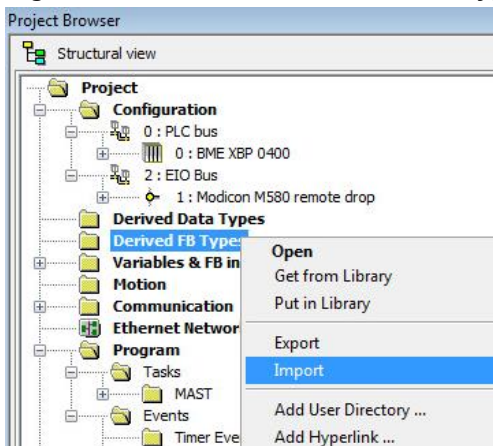 Project Browser
Structural view
Project
Configuration
0 : PLC bus
0 : BME XBP 0400
2 : EIO Bus
1 : Modicon M580 remote drop
Derived Data Types
Derived FB Types
Variables & FB in
Motion
Communication
Ethernet Networ
Program
Tasks
MAST
Events
Timer Eve
Open
Get from Library
Put in Library
Export
Import
Add User Directory ...
Add Hyperlink ...